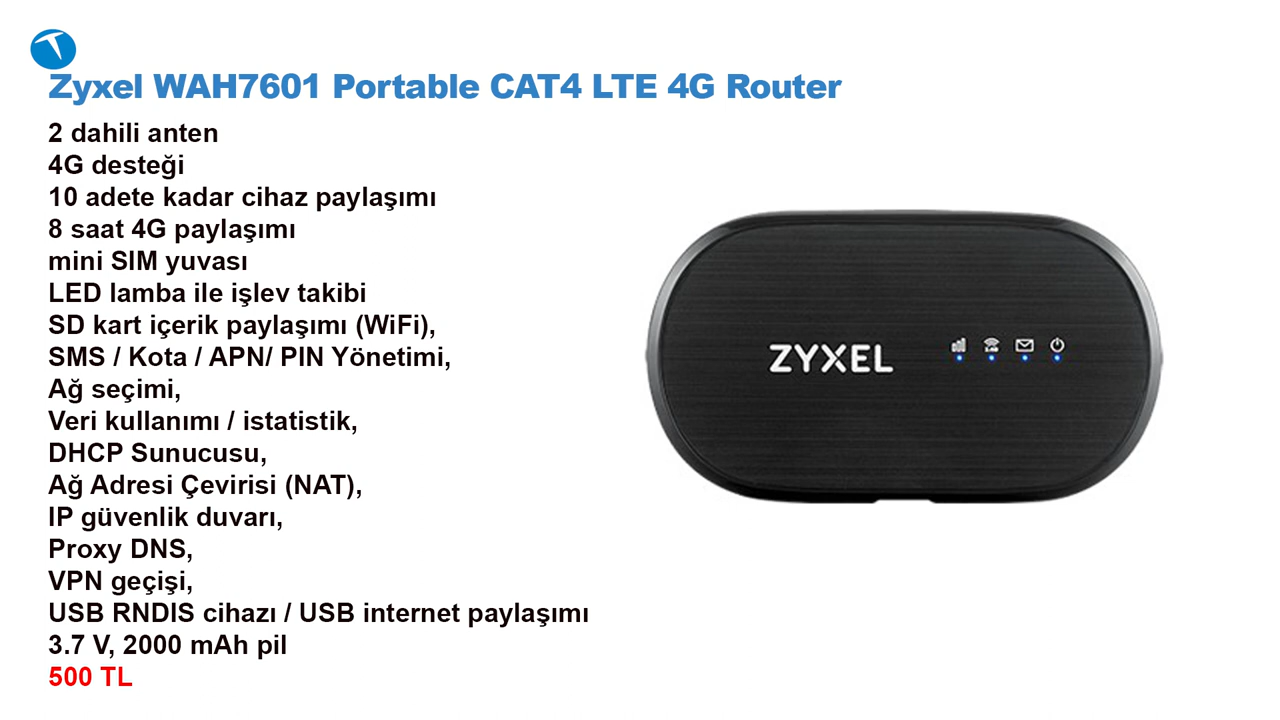 Zyxel WAH7601 Portable CAT4 LTE 4G Router
2 dahili anten
4G desteği
10 adete kadar cihaz paylaşımı
8 saat 4G paylaşımı
mini SIM yuvası
LED lamba ile işlev takibi
SD kart içerik paylaşımı (WiFi),
SMS / Kota / APN/ PIN Yönetimi,
Ağ seçimi,
Veri kullanımı / istatistik,
DHCP Sunucusu,
Ağ Adresi Çevirisi (NAT),
IP güvenlik duvarı,
Proxy DNS,
VPN geçişi,
USB RNDIS cihazı / USB internet paylaşımı
3.7 V, 2000 mAh pil
500 TL
ZYXEL